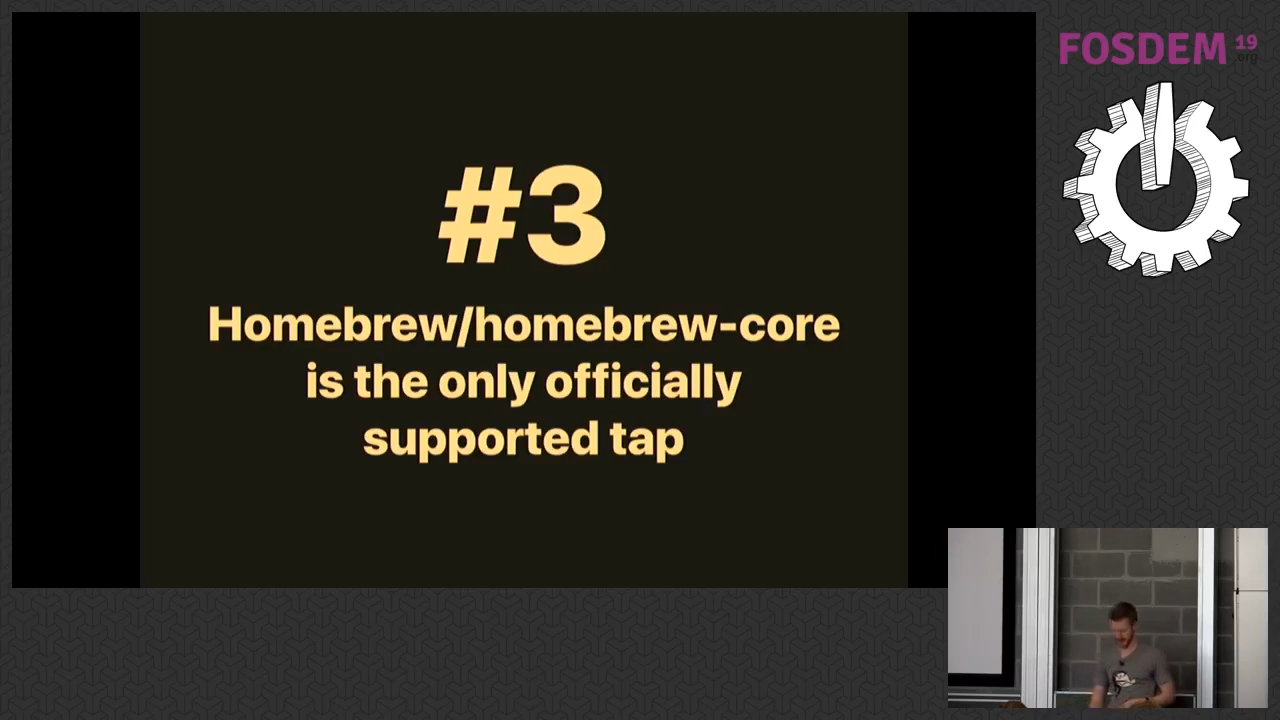 #3
Homebrew/homebrew-core
is the only officially
supported tap
FOSDEM 19
.org